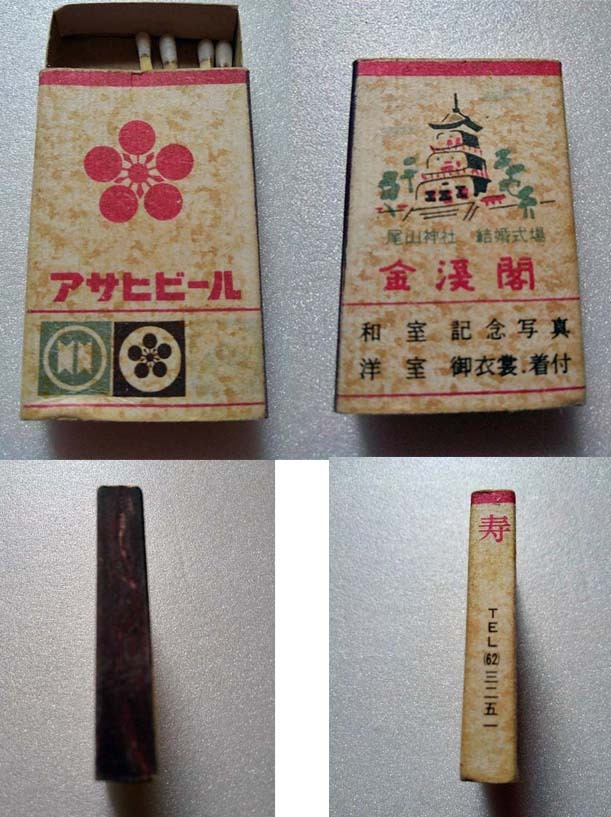 アサヒビール
尾山神社 結婚式場
金渓閣
和室 記念写真
洋室 御衣裳.着付
寿
TEL(62)三二五一